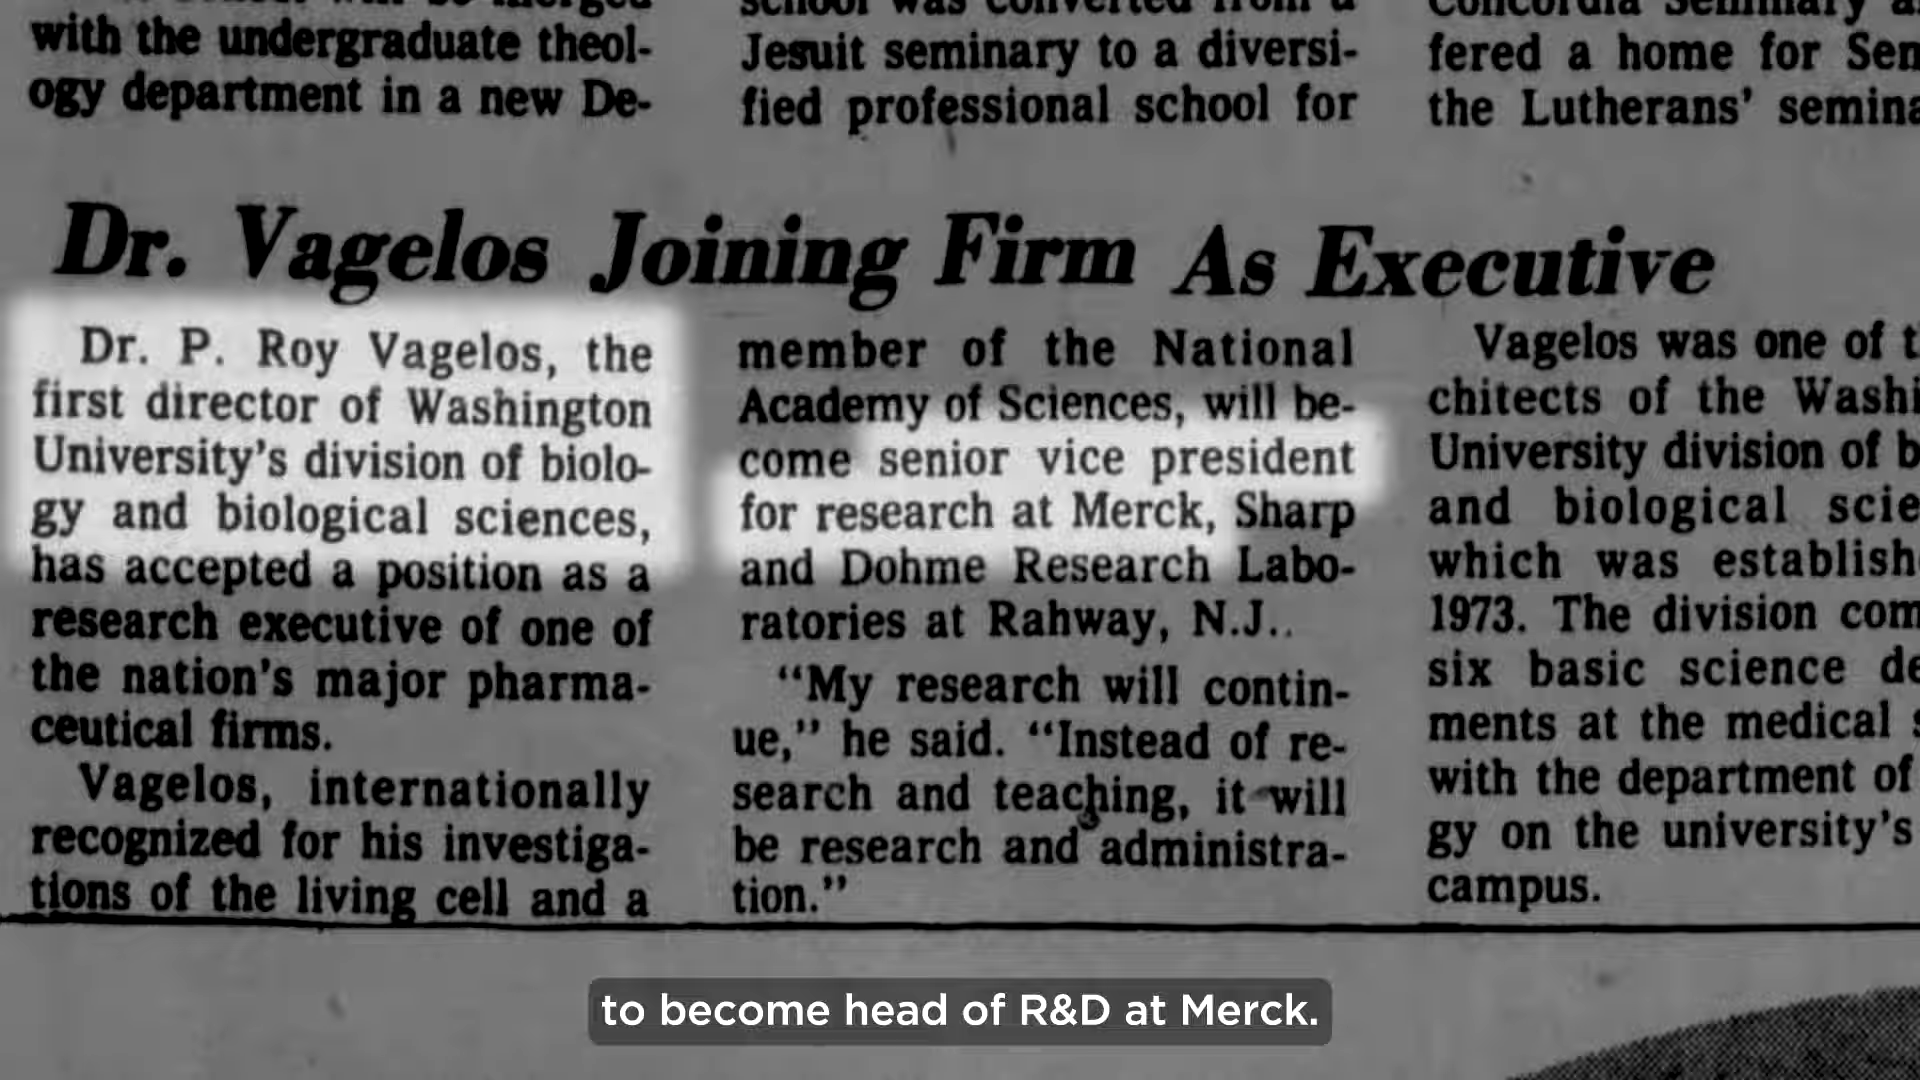 with the undergraduate theol-
ogy department in a new De-
school was converted from a
Jesuit seminary to a diversi-
fied professional school for
Concordia Seminary
fered a home for
the Lutherans'
Dr. Vagelos Joining Firm As Executive
Dr. P. Roy Vagelos, the
first director of Washington
University's division of biolo-
gy and biological sciences,
has accepted a position as a
research executive of one of
the nation's major pharma-
ceutical firms.
Vagelos, internationally
recognized for his investiga-
tions of the living cell and a
member of the National
Academy of Sciences, will be-
come senior vice president
for research at Merck, Sharp
and Dohme Research Labo-
ratories at Rahway, N.J..
"My research will contin-
ue," he said. "Instead of re-
search and teaching, it will
be research and administra-
tion."
Vagelos was one of
chitects of the
University division of
and biological
which was
1973. The division
six basic science
ments at the medical
with the department of
gy on the university's
campus.
to become head of R&D at Merck.